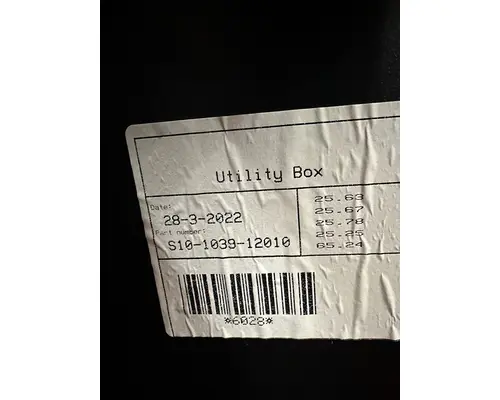 Utility Box
Date:
28-3-2022
Part number:
S10-1039-12010
25.63
25.67
25.78
25.25
65.24
*6028*